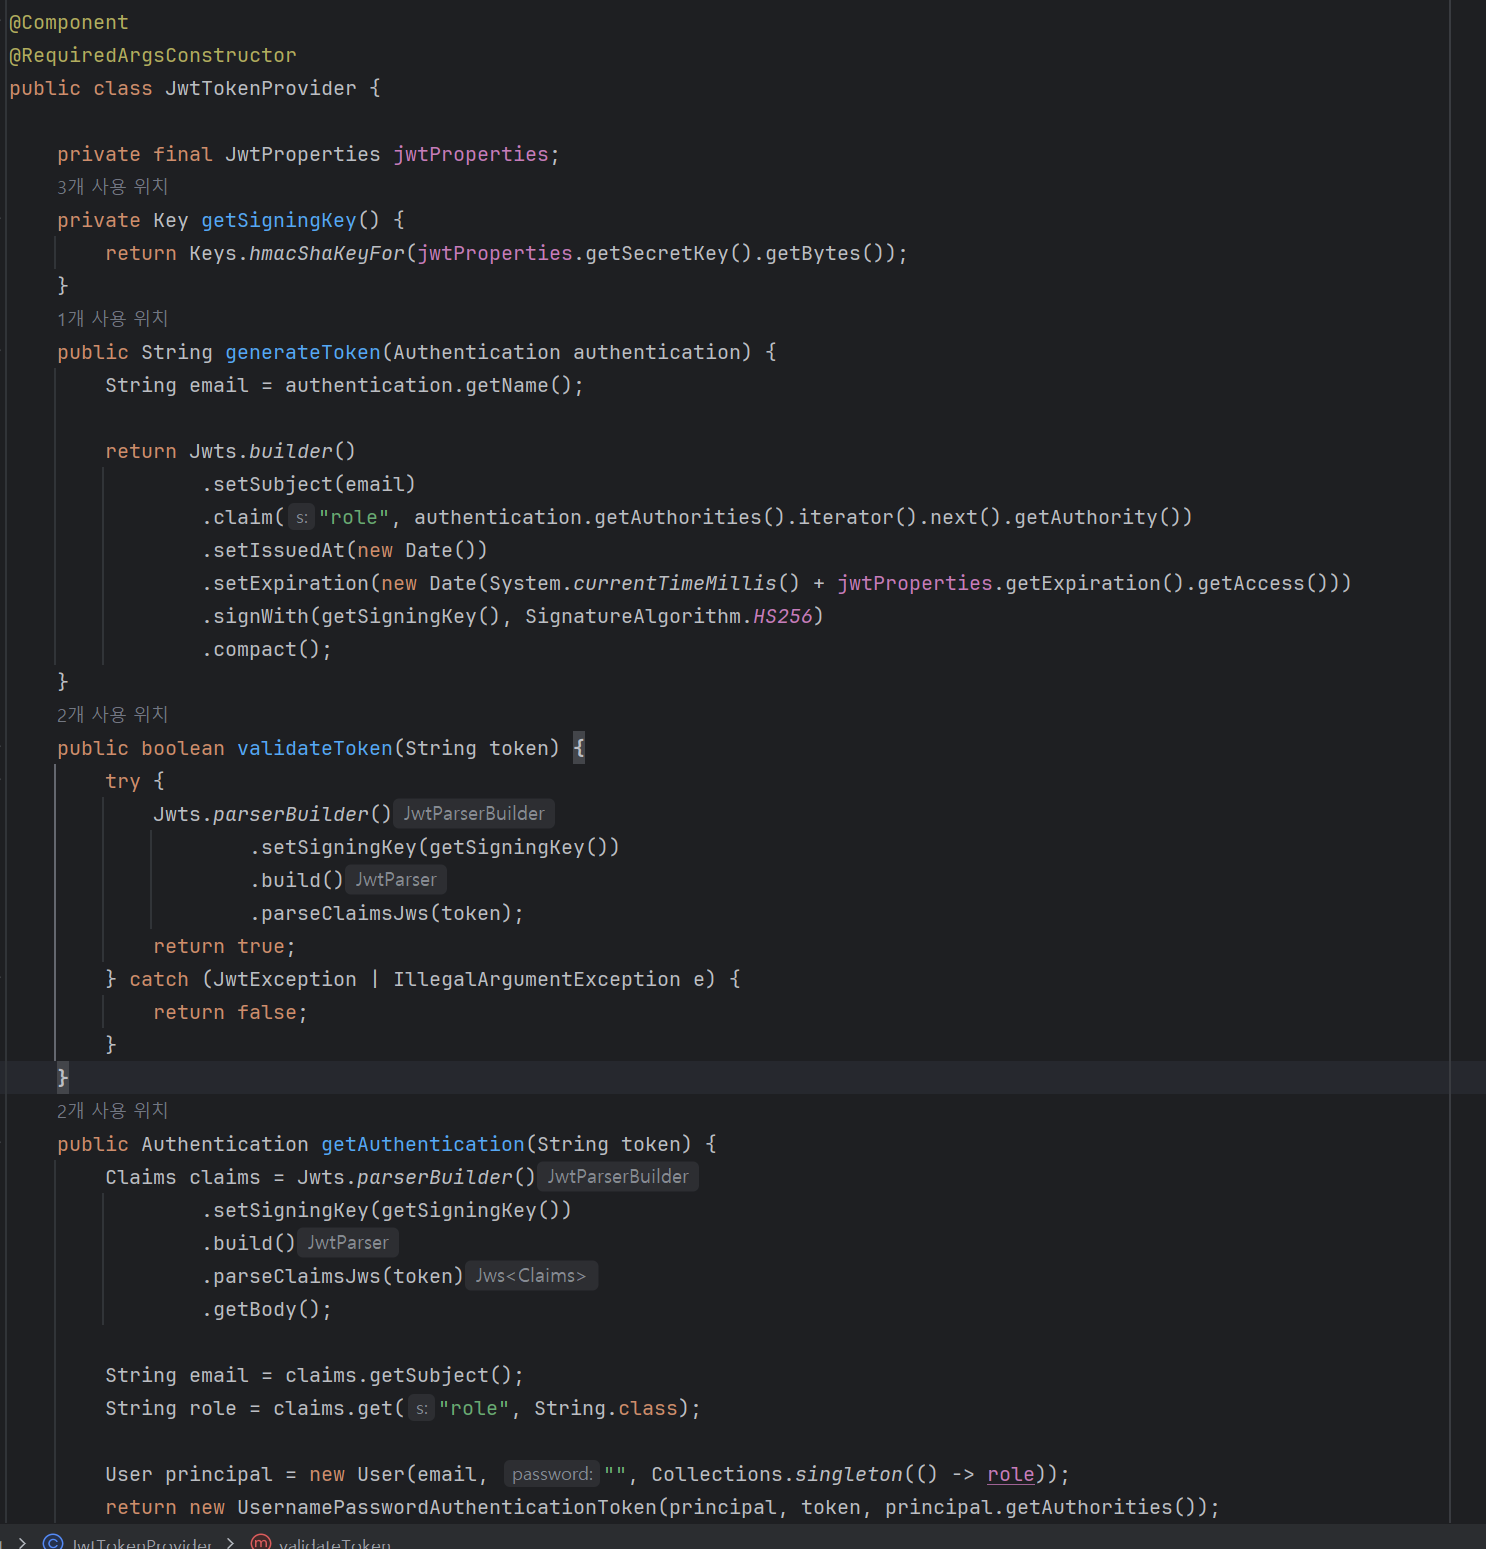 @Component
@RequiredArgsConstructor
public class JwtTokenProvider {
private final JwtProperties jwtProperties;
3개 사용 위치
private Key getSigningKey() {
return Keys.hmacShaKeyFor(jwtProperties.getSecretKey().getBytes());
}
1개 사용 위치
public String generateToken(Authentication authentication) {
String email = authentication.getName();
return Jwts.builder()
.setSubject(email)
.claim( s: "role", authentication.getAuthorities().iterator().next().getAuthority())
.setIssuedAt(new Date())
.setExpiration(new Date(System.currentTimeMillis() + jwtProperties.getExpiration().getAccess()))
.signWith(getSigningKey(), SignatureAlgorithm.HS256)
.compact();
}
2개 사용 위치
public boolean validateToken(String token) {
try {
Jwts.parserBuilder() JwtParserBuilder
.setSigningKey(getSigningKey())
.build() JwtParser
.parseClaimsJws(token);
return true;
} catch (JwtException | IllegalArgumentException e) {
return false;
}
}
2개 사용 위치
public Authentication getAuthentication(String token) {
Claims claims = Jwts.parserBuilder() JwtParserBuilder
.setSigningKey(getSigningKey())
.build() JwtParser
.parseClaimsJws(token) Jws<Claims>
.getBody();
String email = claims.getSubject();
String role = claims.get( s: "role", String.class);
User principal = new User(email, password: "", Collections.singleton(() -> role));
return new UsernamePasswordAuthenticationToken(principal, token, principal.getAuthorities());
> C JwtTokenProvider > m validateToken